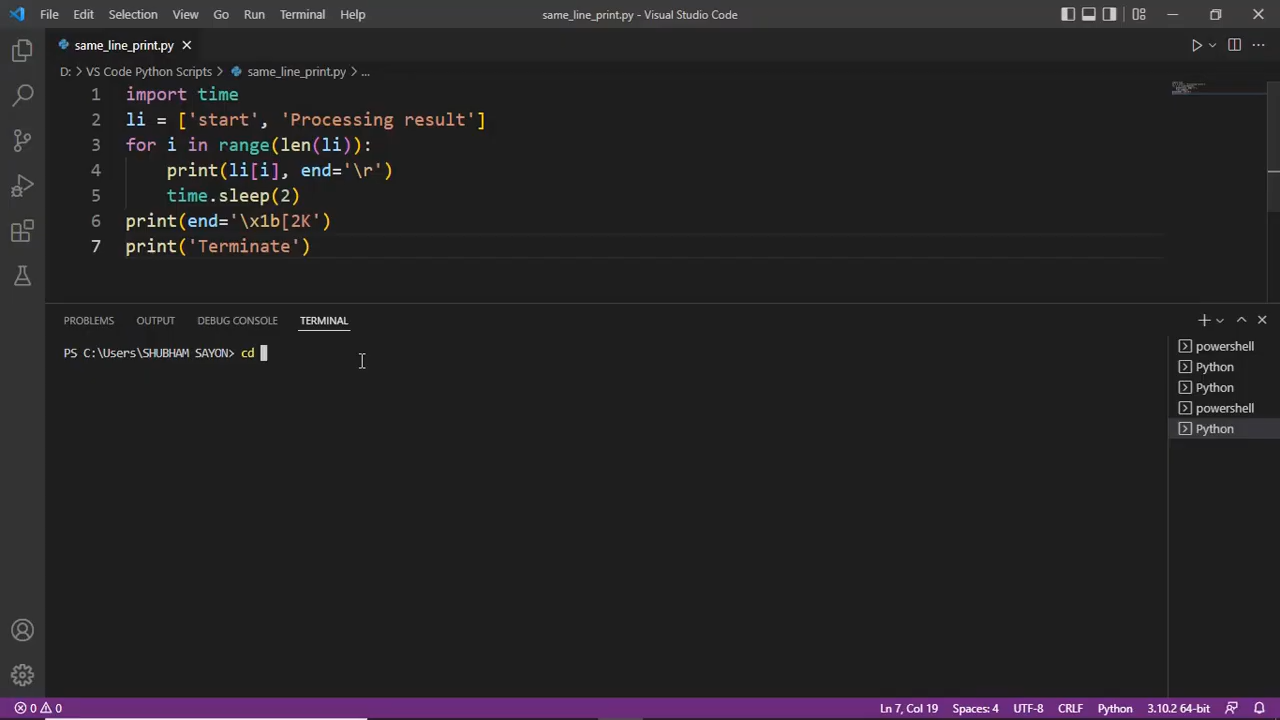 File Edit Selection View Go Run Terminal Help same_line_print.py - Visual Studio Code
same_line_print.py
D: > VS Code Python Scripts > same_line_print.py > ...
1 import time
2 li = ['start', 'Processing result']
3 for i in range(len(li)):
4 print(li[i], end='\r')
5 time.sleep(2)
6 print(end='\x1b[2K')
7 print('Terminate')
PROBLEMS OUTPUT DEBUG CONSOLE TERMINAL
PS C:\Users\SHUBHAM SAYON> cd
powershell
Python
Python
powershell
Python
0 0 Ln 7, Col 19 Spaces: 4 UTF-8 CRLF Python 3.10.2 64-bit